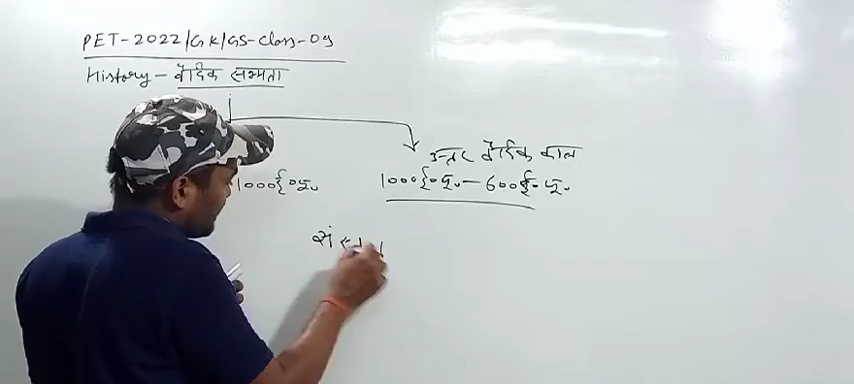 PET-2022/GK/GS-Class-09
History - वैदिक सभ्यता
उत्तर वैदिक काल
1000ई०पू० 1000ई०पू० — 600ई०पू०